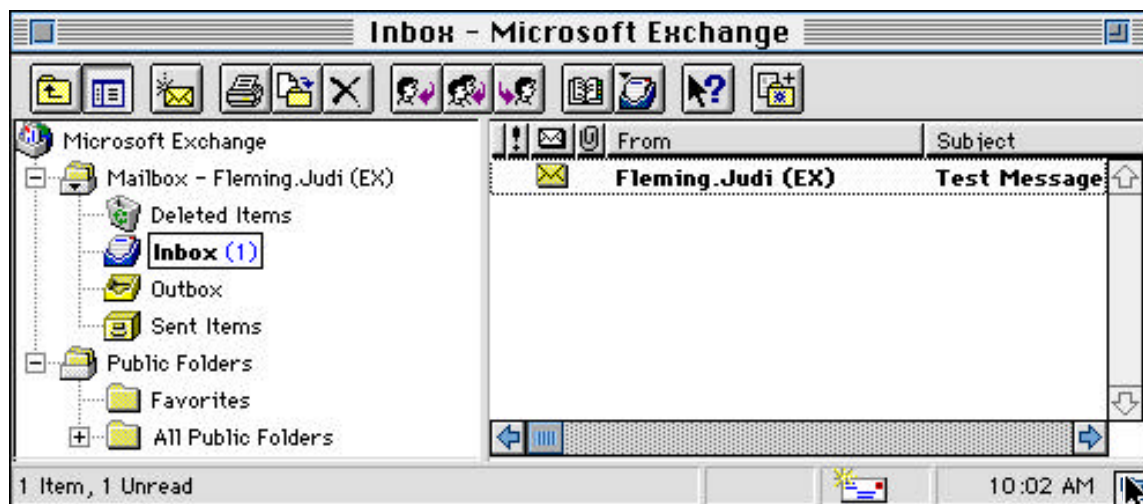 Inbox - Microsoft Exchange
Microsoft Exchange
Mailbox - Fleming.Judi (EX)
Deleted Items
Inbox (1)
Outbox
Sent Items
Public Folders
Favorites
All Public Folders
! From Subject
Fleming.Judi (EX) Test Message
1 Item, 1 Unread 10:02 AM